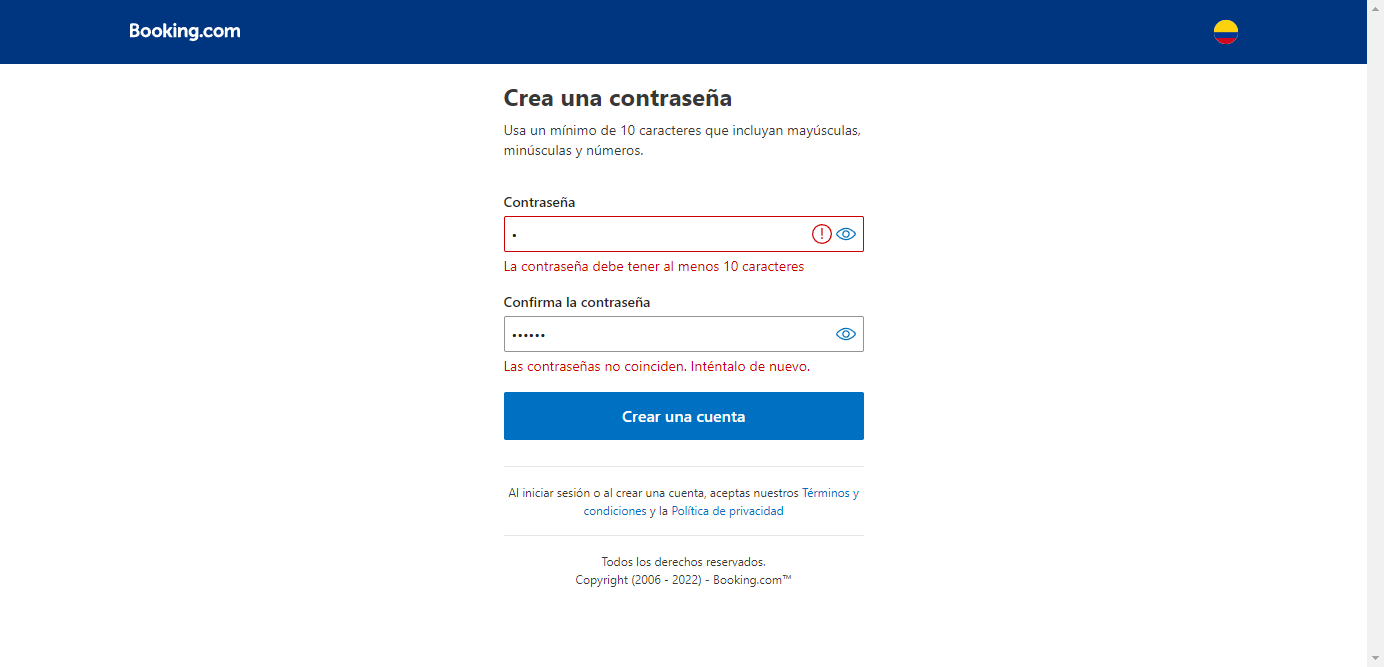 Booking.com
Crea una contraseña
Usa un mínimo de 10 caracteres que incluyan mayúsculas,
minúsculas y números.
Contraseña
•
La contraseña debe tener al menos 10 caracteres
Confirma la contraseña
••••••
Las contraseñas no coinciden. Inténtalo de nuevo.
Crear una cuenta
Al iniciar sesión o al crear una cuenta, aceptas nuestros Términos y
condiciones y la Política de privacidad
Todos los derechos reservados.
Copyright (2006 - 2022) - Booking.com™